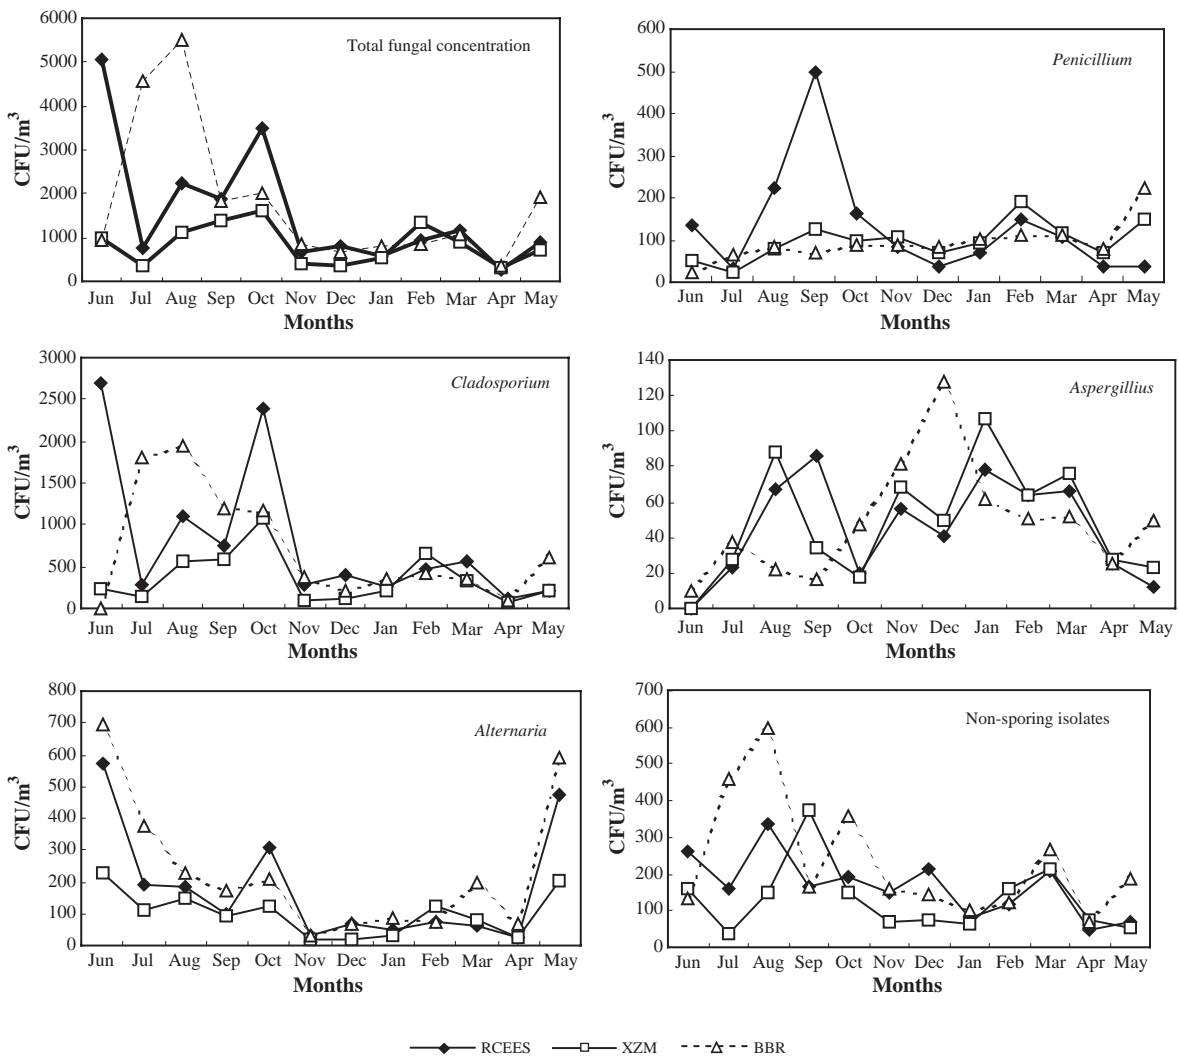 Total fungal concentration
CFU/m³
6000
5000
4000
3000
2000
1000
0
Jun Jul Aug Sep Oct Nov Dec Jan Feb Mar Apr May
Months
Penicillium
CFU/m³
600
500
400
300
200
100
0
Jun Jul Aug Sep Oct Nov Dec Jan Feb Mar Apr May
Months
Cladosporium
CFU/m³
3000
2500
2000
1500
1000
500
0
Jun Jul Aug Sep Oct Nov Dec Jan Feb Mar Apr May
Months
Aspergillius
CFU/m³
140
120
100
80
60
40
20
0
Jun Jul Aug Sep Oct Nov Dec Jan Feb Mar Apr May
Months
Alternaria
CFU/m³
800
700
600
500
400
300
200
100
0
Jun Jul Aug Sep Oct Nov Dec Jan Feb Mar Apr May
Months
Non-sporing isolates
CFU/m³
700
600
500
400
300
200
100
0
Jun Jul Aug Sep Oct Nov Dec Jan Feb Mar Apr May
Months
RCEES XZM BBR